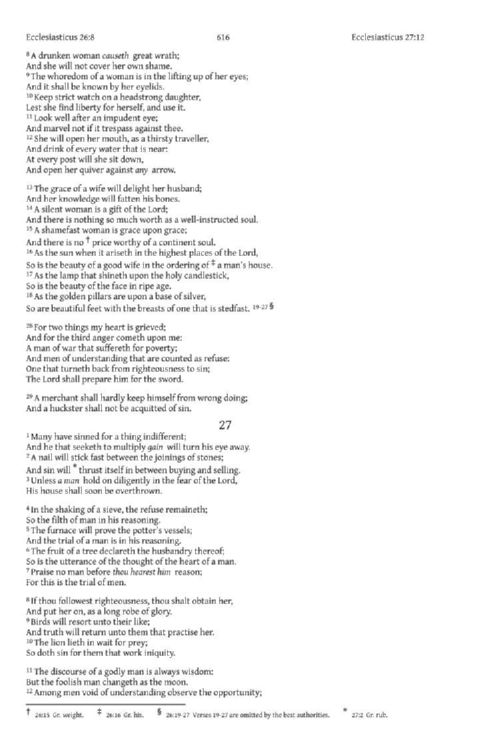 Ecclesiasticus 26:8 616 Ecclesiasticus 27:12
8 A drunken woman causeth great wrath;
And she will not cover her own shame.
9 The whoredom of a woman is in the lifting up of her eyes;
And it shall be known by her eyelids.
10 Keep strict watch on a headstrong daughter,
Lest she find liberty for herself, and use it.
11 Look well after an impudent eye;
And marvel not if it trespass against thee.
12 She will open her mouth, as a thirsty traveller,
And drink of every water that is near:
At every post will she sit down,
And open her quiver against any arrow.
13 The grace of a wife will delight her husband;
And her knowledge will fatten his bones.
14 A silent woman is a gift of the Lord;
And there is nothing so much worth as a well-instructed soul.
15 A shamefast woman is grace upon grace;
And there is no † price worthy of a continent soul.
16 As the sun when it ariseth in the highest places of the Lord,
So is the beauty of a good wife in the ordering of ‡ a man's house.
17 As the lamp that shineth upon the holy candlestick,
So is the beauty of the face in ripe age.
18 As the golden pillars are upon a base of silver,
So are beautiful feet with the breasts of one that is stedfast. 19-27 §
28 For two things my heart is grieved;
And for the third anger cometh upon me:
A man of war that suffereth for poverty;
And men of understanding that are counted as refuse:
One that turneth back from righteousness to sin;
The Lord shall prepare him for the sword.
29 A merchant shall hardly keep himself from wrong doing;
And a huckster shall not be acquitted of sin.
27
1 Many have sinned for a thing indifferent;
And he that seeketh to multiply gain will turn his eye away.
2 A nail will stick fast between the joinings of stones;
And sin will * thrust itself in between buying and selling.
3 Unless a man hold on diligently in the fear of the Lord,
His house shall soon be overthrown.
4 In the shaking of a sieve, the refuse remaineth;
So the filth of man in his reasoning.
5 The furnace will prove the potter's vessels;
And the trial of a man is in his reasoning.
6 The fruit of a tree declareth the husbandry thereof;
So is the utterance of the thought of the heart of a man.
7 Praise no man before thou hearest him reason;
For this is the trial of men.
8 If thou followest righteousness, thou shalt obtain her,
And put her on, as a long robe of glory.
9 Birds will resort unto their like;
And truth will return unto them that practise her.
10 The lion lieth in wait for prey;
So doth sin for them that work iniquity.
11 The discourse of a godly man is always wisdom:
But the foolish man changeth as the moon.
12 Among men void of understanding observe the opportunity;
† 26:15 Gr. weight. ‡ 26:16 Gr. his. § 26:19-27 Verses 19-27 are omitted by the best authorities. * 27:2 Gr. rub.